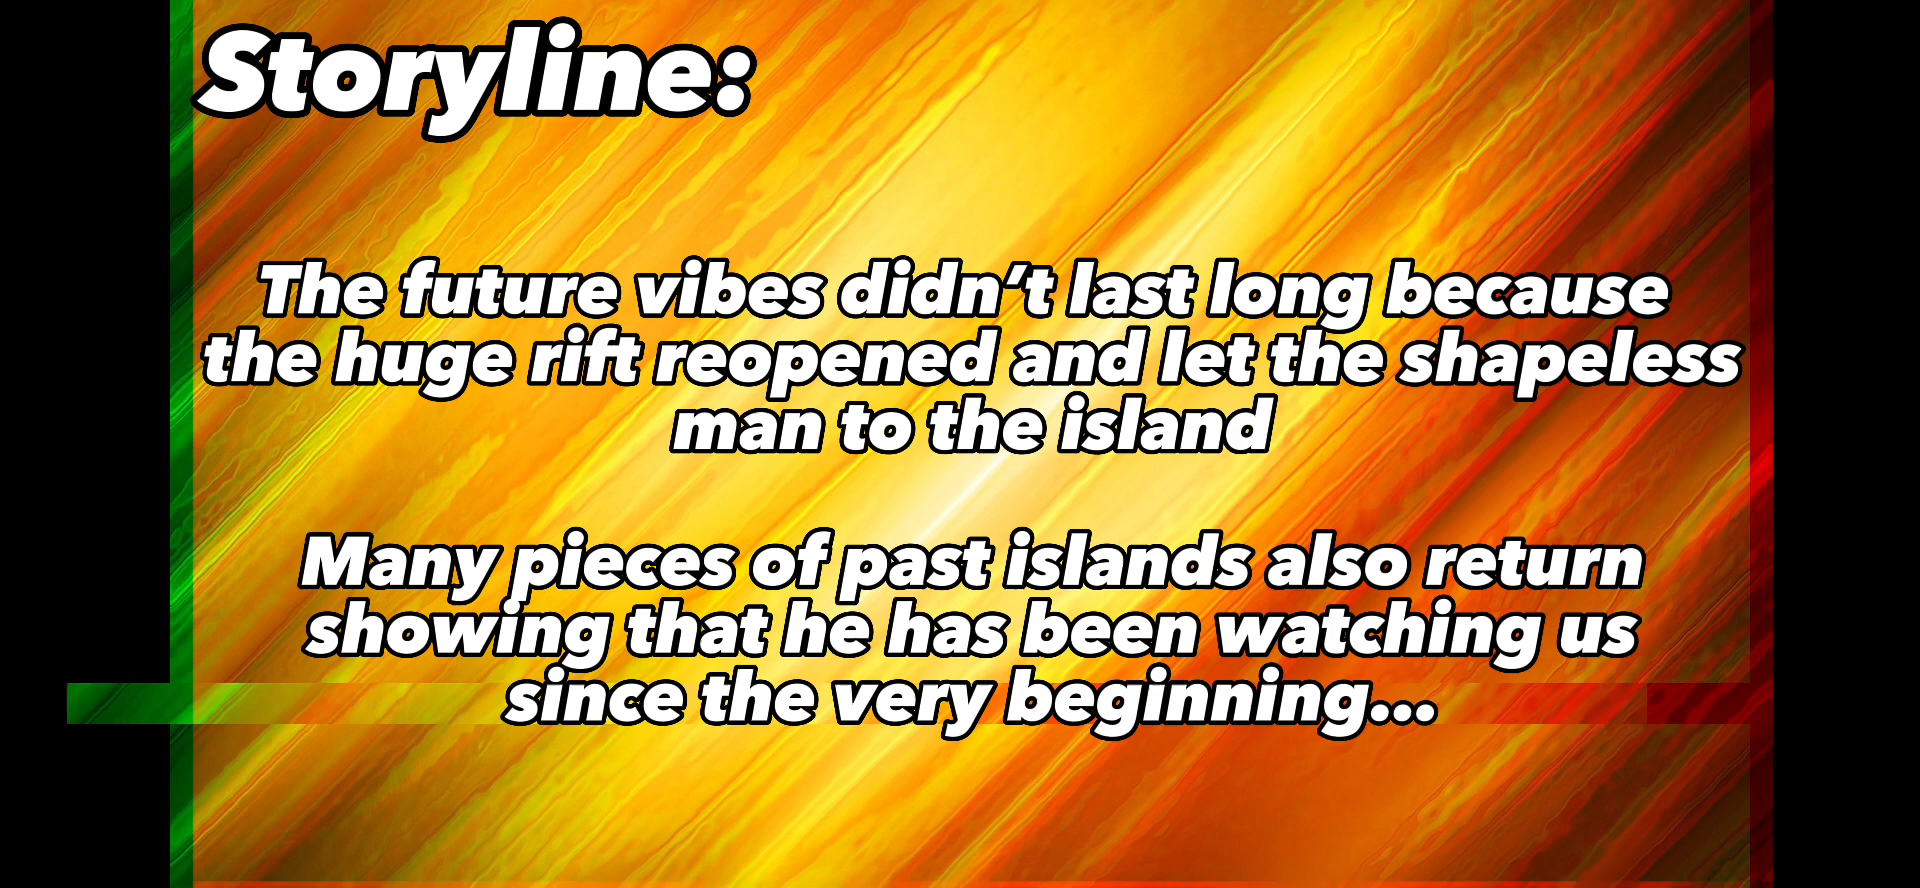 Storyline:
The future vibes didn’t last long because
the huge rift reopened and let the shapeless
man to the island
Many pieces of past islands also return
showing that he has been watching us
since the very beginning...